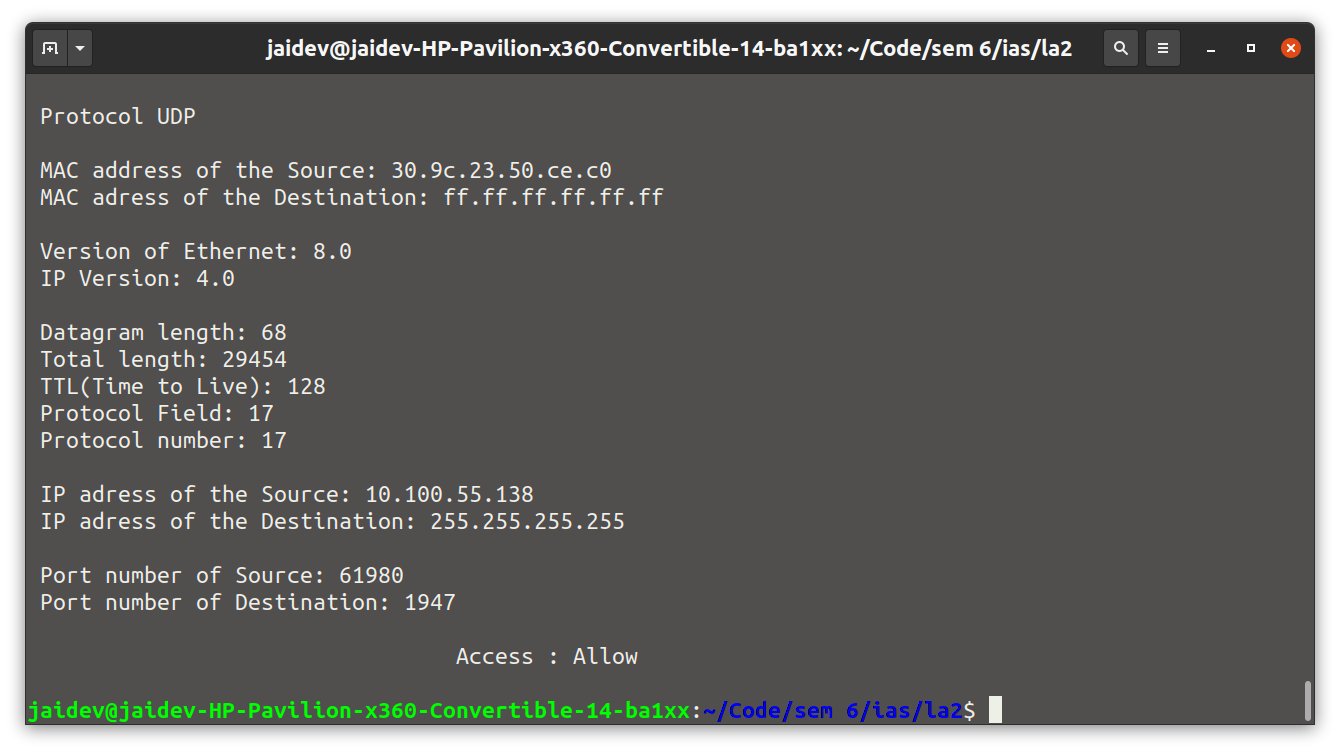 jaidev@jaidev-HP-Pavilion-x360-Convertible-14-ba1xx: ~/Code/sem 6/ias/la2
Protocol UDP
MAC address of the Source: 30.9c.23.50.ce.c0
MAC adress of the Destination: ff.ff.ff.ff.ff.ff
Version of Ethernet: 8.0
IP Version: 4.0
Datagram length: 68
Total length: 29454
TTL(Time to Live): 128
Protocol Field: 17
Protocol number: 17
IP adress of the Source: 10.100.55.138
IP adress of the Destination: 255.255.255.255
Port number of Source: 61980
Port number of Destination: 1947
Access : Allow
jaidev@jaidev-HP-Pavilion-x360-Convertible-14-ba1xx:~/Code/sem 6/ias/la2$